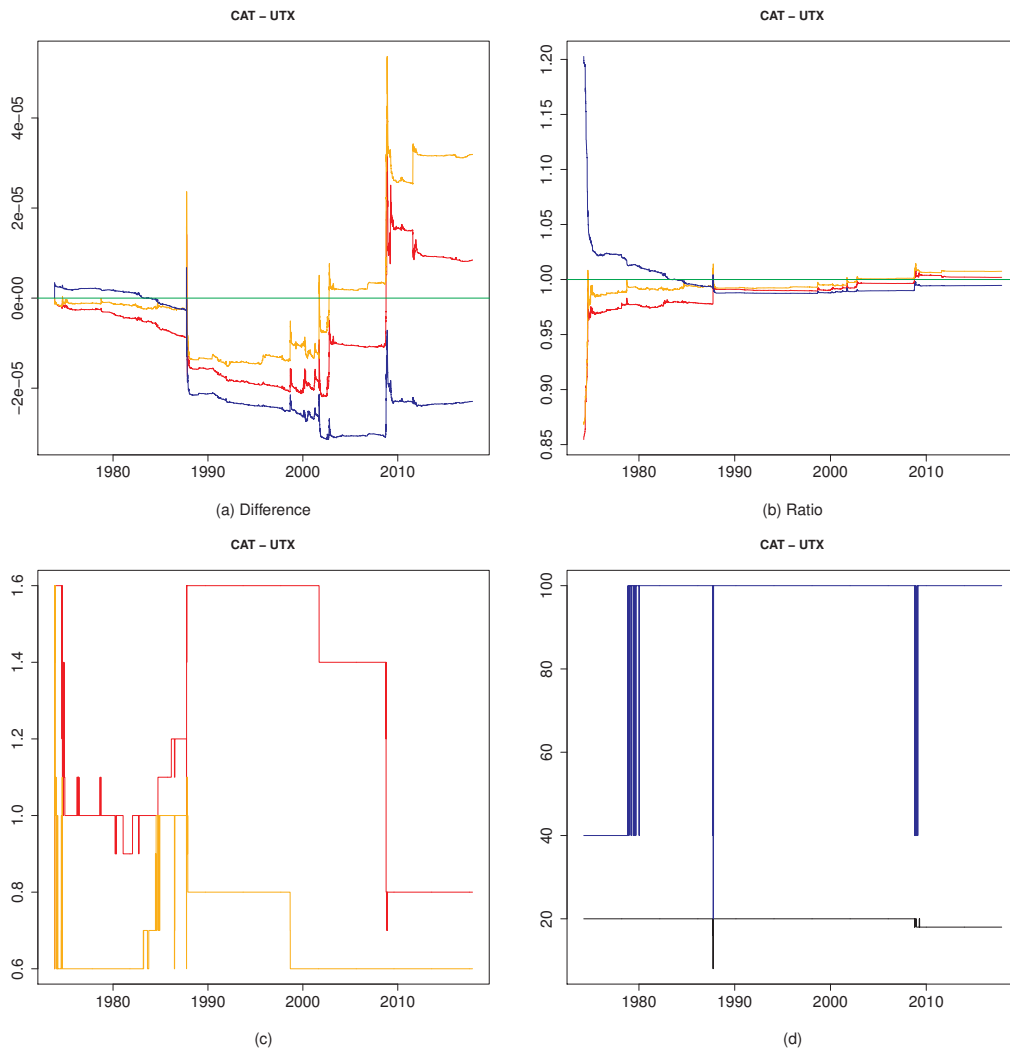 CAT – UTX
4e−05
2e−05
0e+00
−2e−05
1980 1990 2000 2010
(a) Difference
CAT – UTX
1.20
1.15
1.10
1.05
1.00
0.95
0.90
0.85
1980 1990 2000 2010
(b) Ratio
CAT – UTX
1.6
1.4
1.2
1.0
0.8
0.6
1980 1990 2000 2010
(c)
CAT – UTX
100
80
60
40
20
1980 1990 2000 2010
(d)